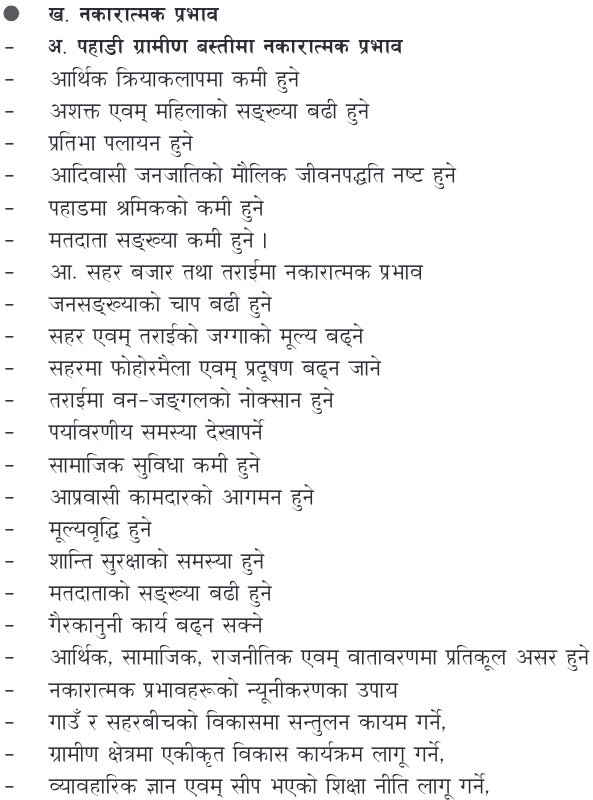 ● ख. नकारात्मक प्रभाव
- अ. पहाडी ग्रामीण बस्तीमा नकारात्मक प्रभाव
- आर्थिक क्रियाकलापमा कमी हुने
- अशक्त एवम् महिलाको सङ्ख्या बढी हुने
- प्रतिभा पलायन हुने
- आदिवासी जनजातिको मौलिक जीवनपद्धति नष्ट हुने
- पहाडमा श्रमिकको कमी हुने
- मतदाता सङ्ख्या कमी हुने ।
- आ. सहर बजार तथा तराईमा नकारात्मक प्रभाव
- जनसङ्ख्याको चाप बढी हुने
- सहर एवम् तराईको जग्गाको मूल्य बढ्ने
- सहरमा फोहोरमैला एवम् प्रदूषण बढ्न जाने
- तराईमा वन-जङ्गलको नोक्सान हुने
- पर्यावरणीय समस्या देखापर्ने
- सामाजिक सुविधा कमी हुने
- आप्रवासी कामदारको आगमन हुने
- मूल्यवृद्धि हुने
- शान्ति सुरक्षाको समस्या हुने
- मतदाताको सङ्ख्या बढी हुने
- गैरकानुनी कार्य बढ्न सक्ने
- आर्थिक, सामाजिक, राजनीतिक एवम् वातावरणमा प्रतिकूल असर हुने
- नकारात्मक प्रभावहरूको न्यूनीकरणका उपाय
- गाउँ र सहरबीचको विकासमा सन्तुलन कायम गर्ने,
- ग्रामीण क्षेत्रमा एकीकृत विकास कार्यक्रम लागू गर्ने,
- व्यावहारिक ज्ञान एवम् सीप भएको शिक्षा नीति लागू गर्ने,